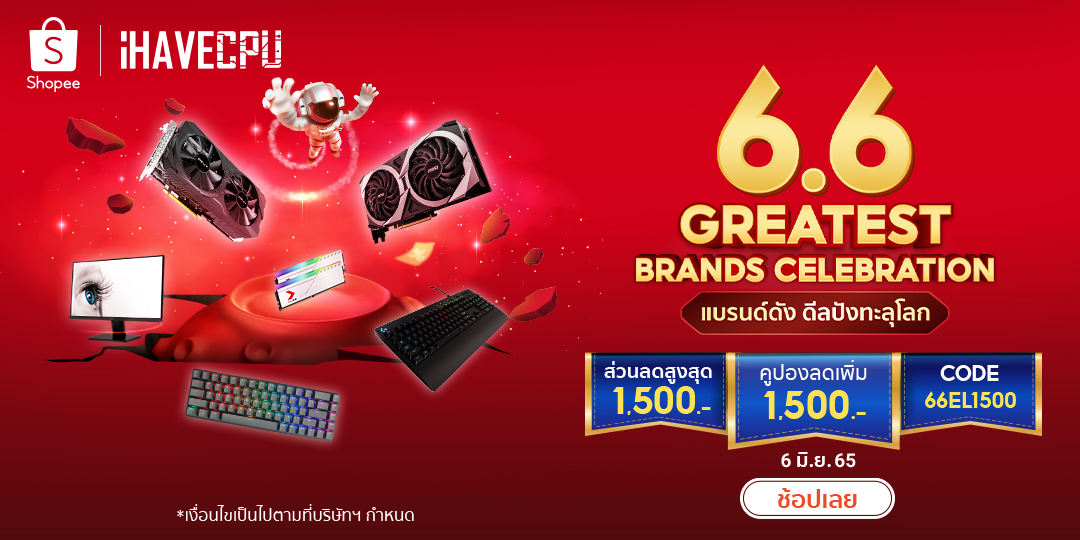 Shopee
iHAVECPU
6.6
GREATEST
BRANDS CELEBRATION
แบรนด์ดัง ดีลปังทะลุโลก
ส่วนลดสูงสุด
1,500.-
คูปองลดเพิ่ม
1,500.-
CODE
66EL1500
6 มิ.ย. 65
ช้อปเลย
*เงื่อนไขเป็นไปตามที่บริษัทฯ กำหนด